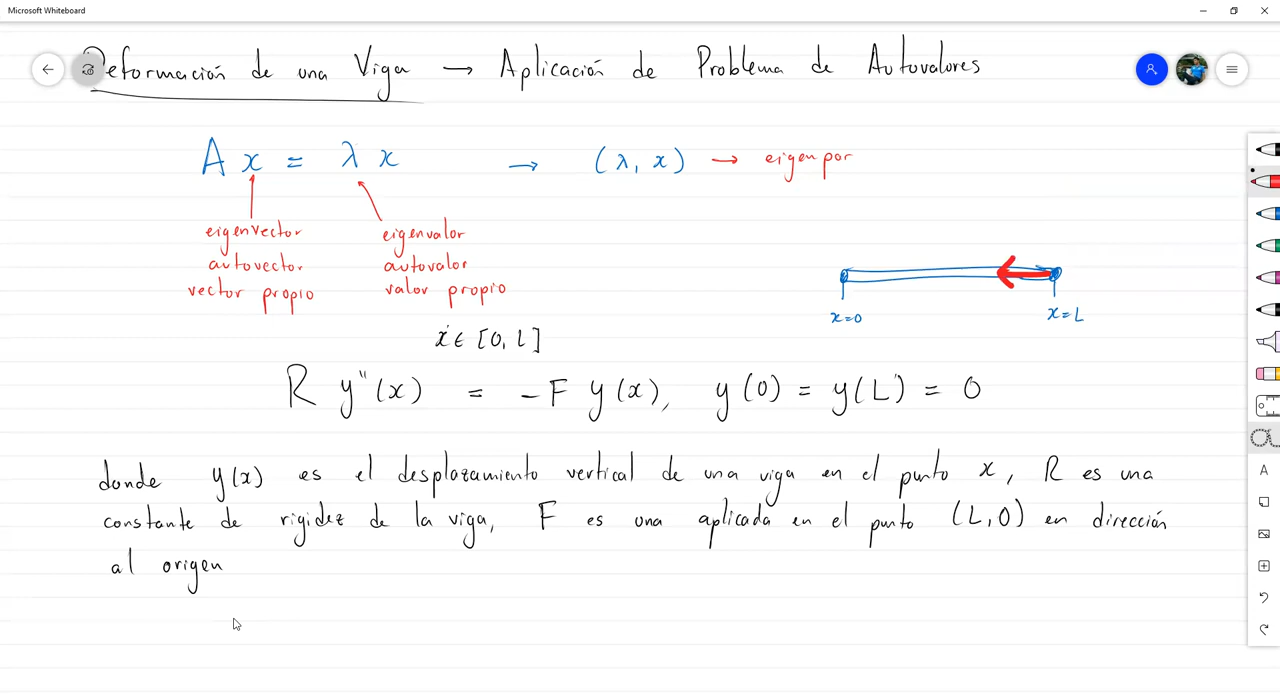 Microsoft Whiteboard
Deformación de una Viga → Aplicación de Problema de Autovalores
A x = λ x → (λ, x) → eigenpar
eigenvector
autovector
vector propio
eigenvalor
autovalor
valor propio
x=0
x=L
x ∈ [0, L]
R y''(x) = -F y(x), y(0) = y(L) = 0
donde y(x) es el desplazamiento vertical de una viga en el punto x, R es una
constante de rigidez de la viga, F es una aplicada en el punto (L,0) en dirección
al origen
A